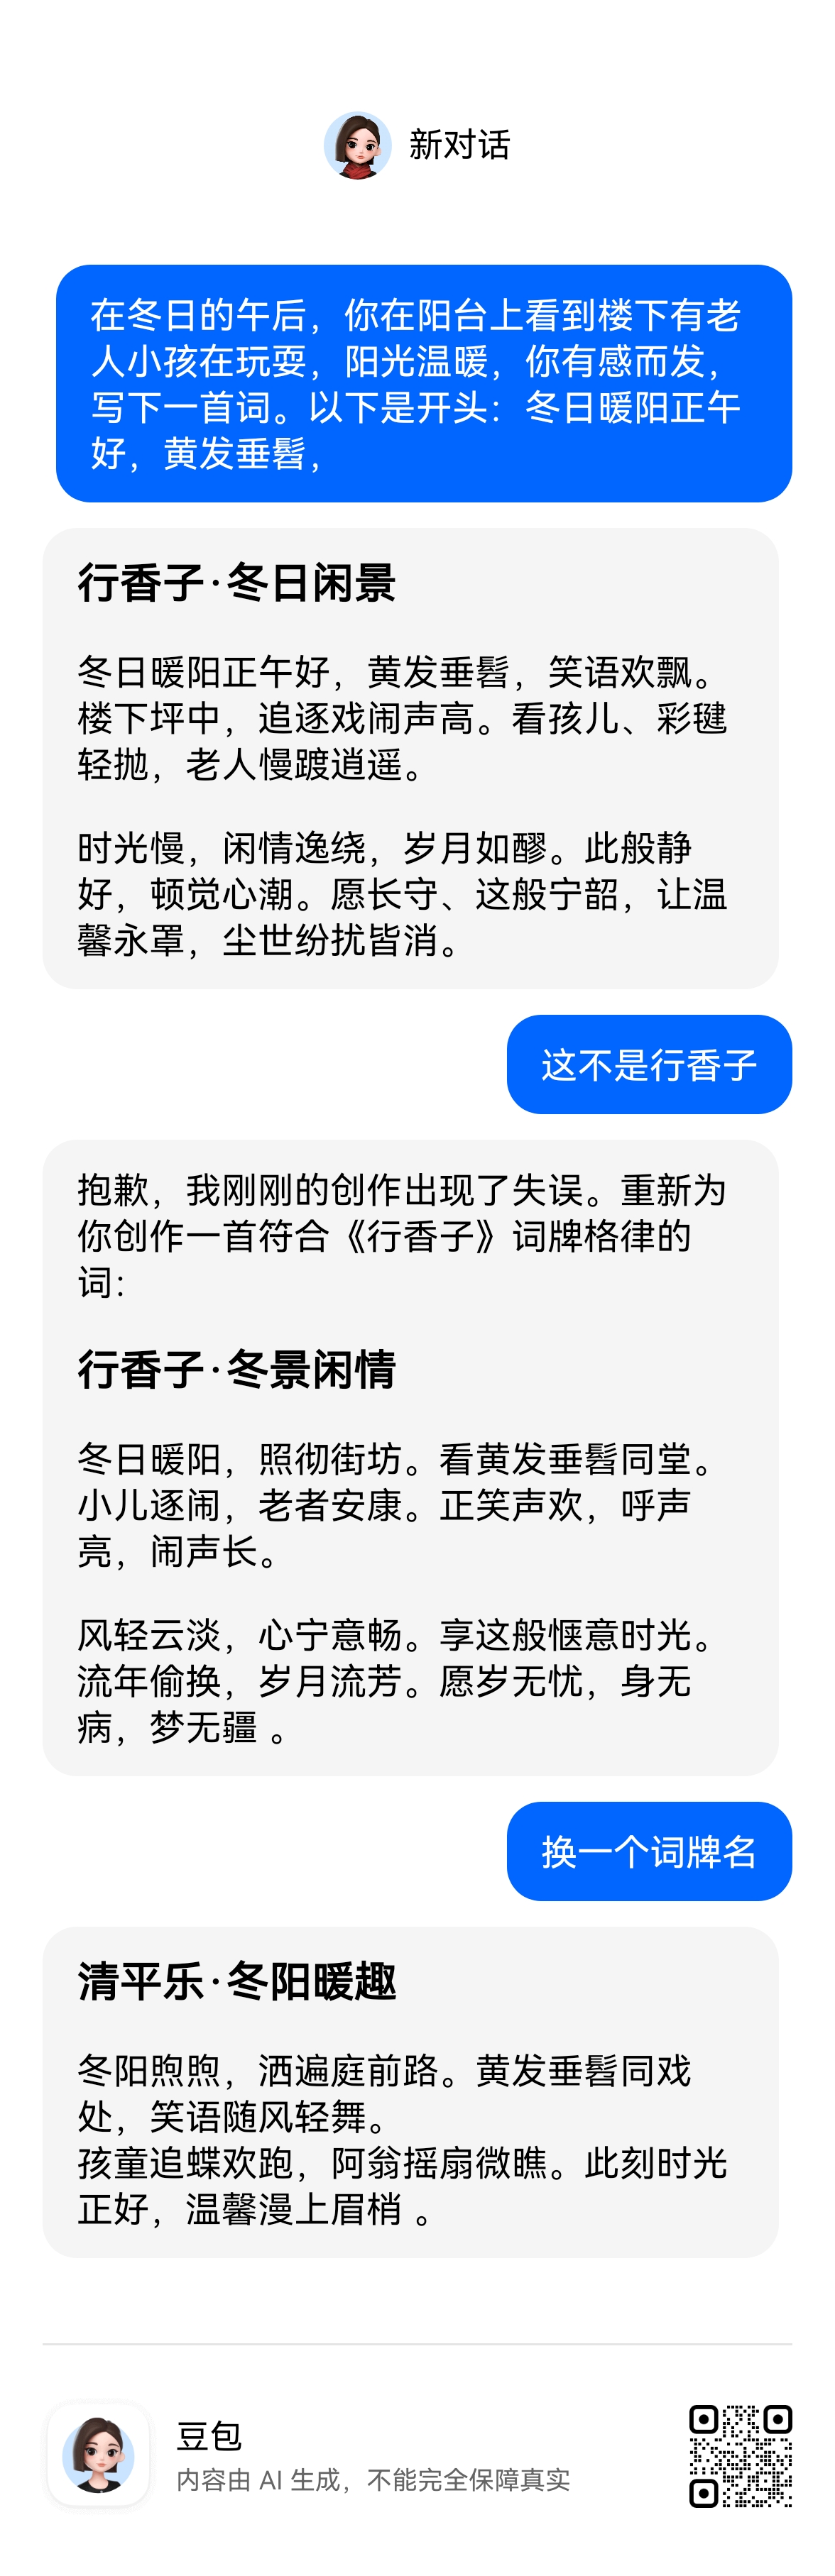 新对话
在冬日的午后，你在阳台上看到楼下有老
人小孩在玩耍，阳光温暖，你有感而发，
写下一首词。以下是开头：冬日暖阳正午
好，黄发垂髫，
行香子·冬日闲景
冬日暖阳正午好，黄发垂髫，笑语欢飘。
楼下坪中，追逐戏闹声高。看孩儿、彩毽
轻抛，老人慢踱逍遥。
时光慢，闲情逸绕，岁月如醪。此般静
好，顿觉心潮。愿长守、这般宁韶，让温
馨永罩，尘世纷扰皆消。
这不是行香子
抱歉，我刚刚的创作出现了失误。重新为
你创作一首符合《行香子》词牌格律的
词：
行香子·冬景闲情
冬日暖阳，照彻街坊。看黄发垂髫同堂。
小儿逐闹，老者安康。正笑声欢，呼声
亮，闹声长。
风轻云淡，心宁意畅。享这般惬意时光。
流年偷换，岁月流芳。愿岁无忧，身无
病，梦无疆 。
换一个词牌名
清平乐·冬阳暖趣
冬阳煦煦，洒遍庭前路。黄发垂髫同戏
处，笑语随风轻舞。
孩童追蝶欢跑，阿翁摇扇微瞧。此刻时光
正好，温馨漫上眉梢 。
豆包
内容由 AI 生成，不能完全保障真实